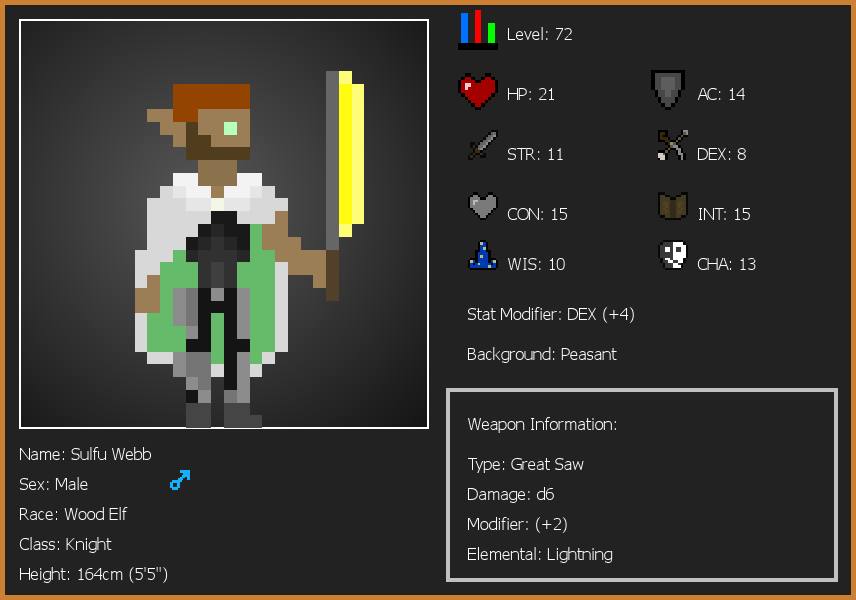 Level: 72
HP: 21
AC: 14
STR: 11
DEX: 8
CON: 15
INT: 15
WIS: 10
CHA: 13
Stat Modifier: DEX (+4)
Background: Peasant
Weapon Information:
Type: Great Saw
Damage: d6
Modifier: (+2)
Elemental: Lightning
Name: Sulfu Webb
Sex: Male
Race: Wood Elf
Class: Knight
Height: 164cm (5'5")